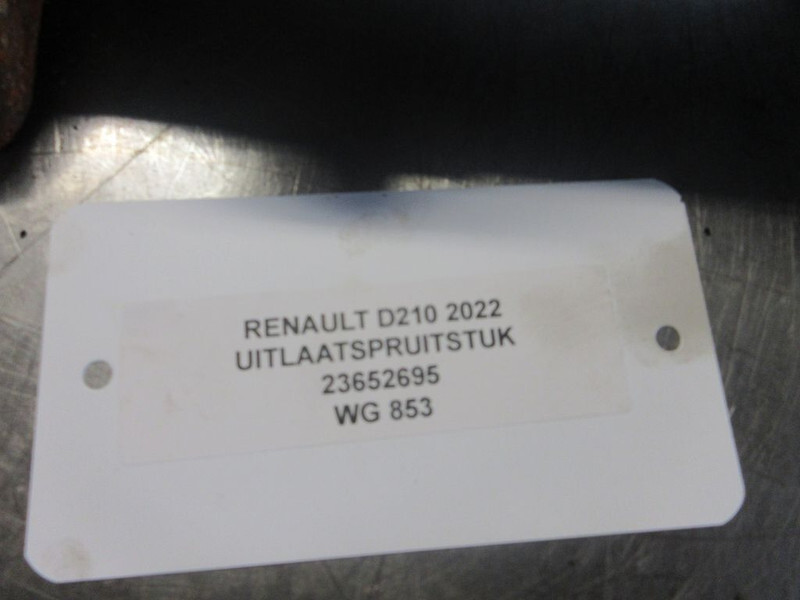 RENAULT D210 2022
UITLAATSPRUITSTUK
23652695
WG 853